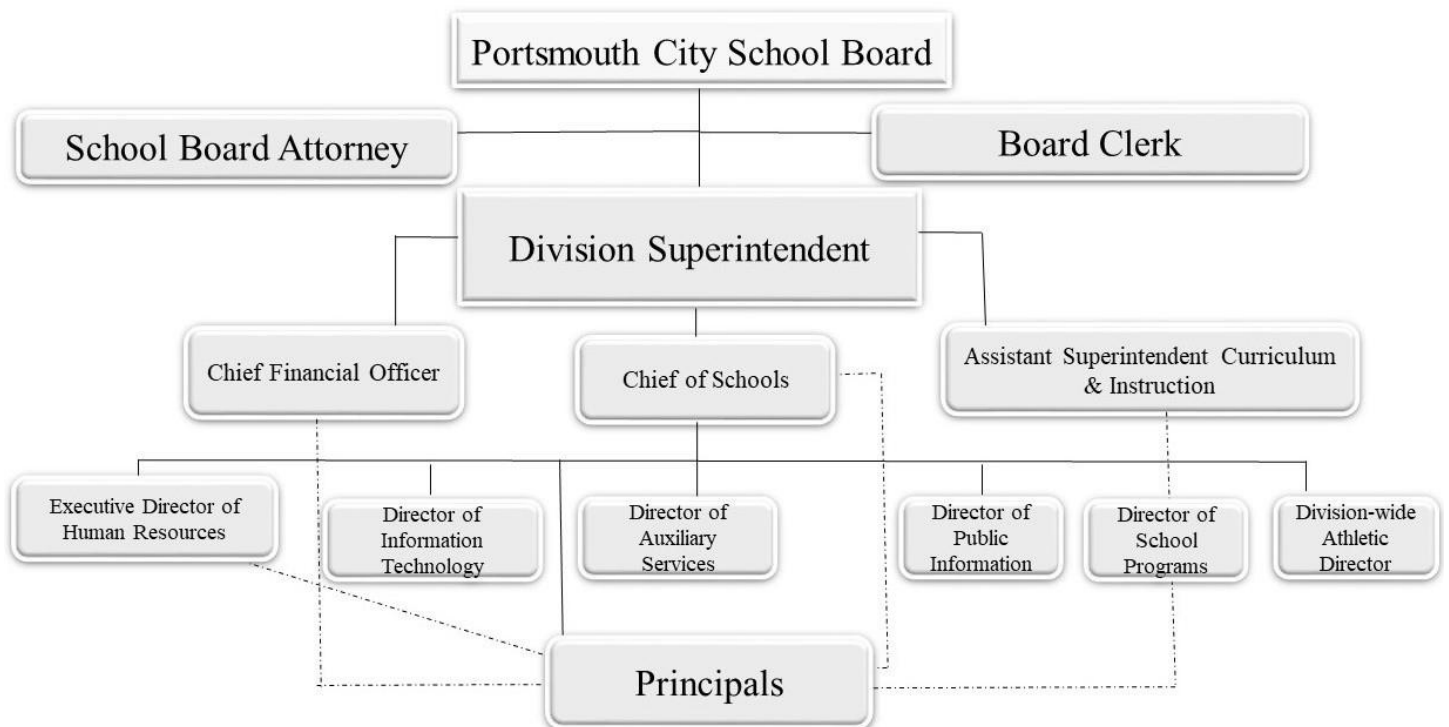 Portsmouth City School Board
School Board Attorney
Board Clerk
Division Superintendent
Chief Financial Officer
Chief of Schools
Assistant Superintendent Curriculum
& Instruction
Executive Director of
Human Resources
Director of
Information
Technology
Director of
Auxiliary
Services
Director of
Public
Information
Director of
School
Programs
Division-wide
Athletic
Director
Principals